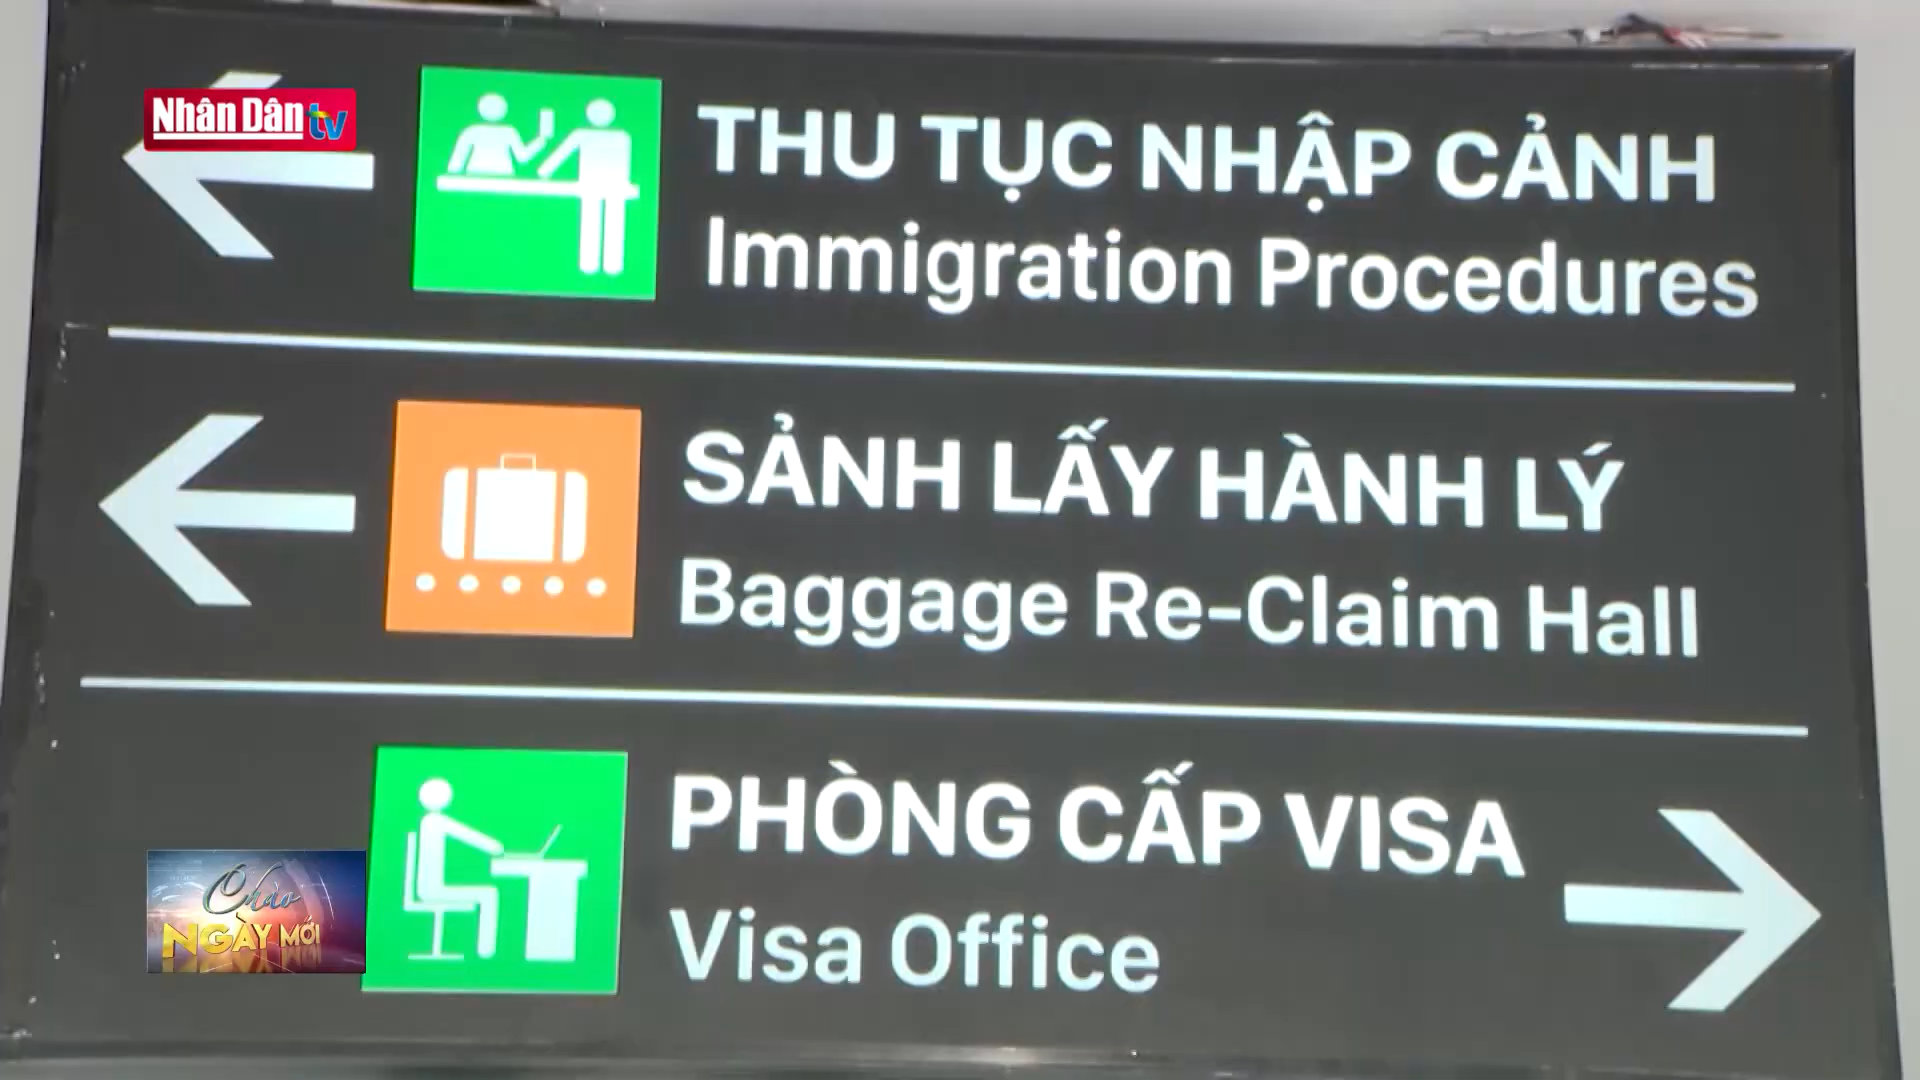 Nhân Dân tv
THU TỤC NHẬP CẢNH
Immigration Procedures
SẢNH LẤY HÀNH LÝ
Baggage Re-Claim Hall
PHÒNG CẤP VISA
Visa Office
Chào
NGÀY MỚI